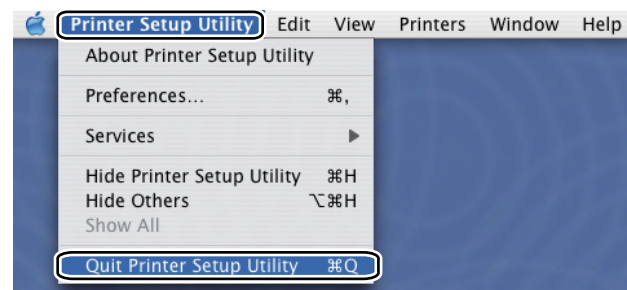 Printer Setup Utility Edit View Printers Window Help
About Printer Setup Utility
Preferences... ⌘,
Services
Hide Printer Setup Utility ⌘H
Hide Others ⌥⌘H
Show All
Quit Printer Setup Utility ⌘Q